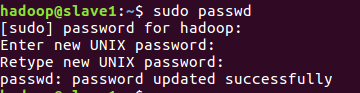 hadoop@slave1:~$ sudo passwd
[sudo] password for hadoop:
Enter new UNIX password:
Retype new UNIX password:
passwd: password updated successfully